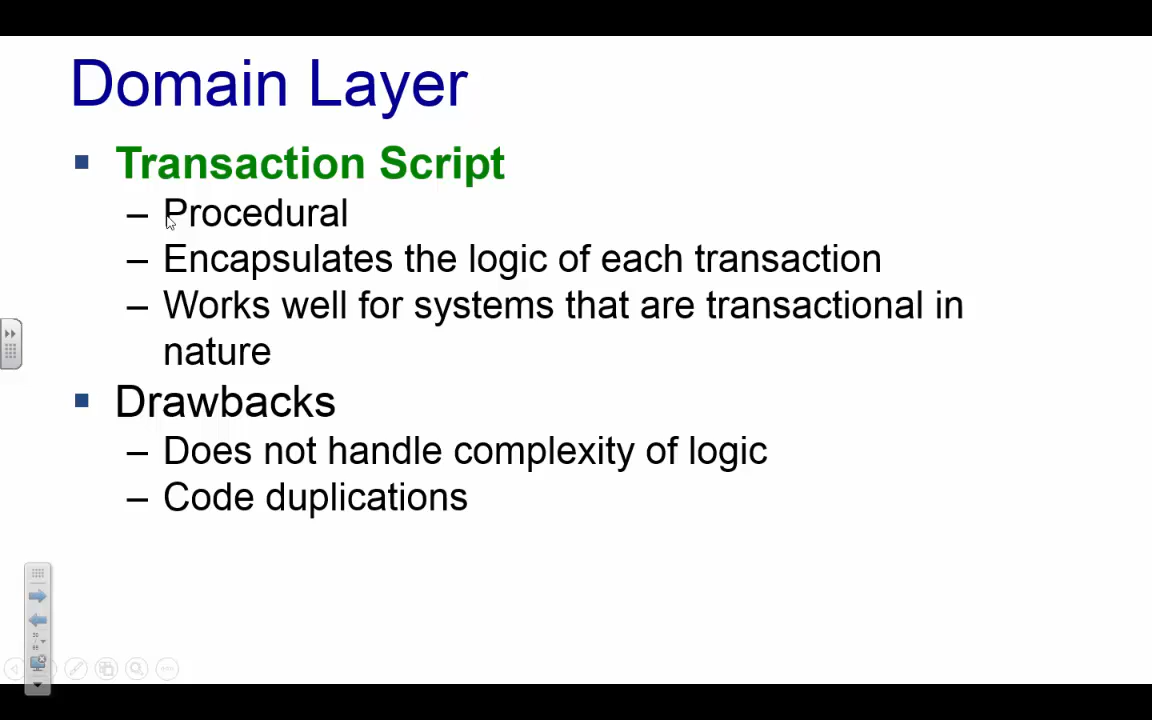 Domain Layer
▪ Transaction Script
– Procedural
– Encapsulates the logic of each transaction
– Works well for systems that are transactional in
nature
▪ Drawbacks
– Does not handle complexity of logic
– Code duplications